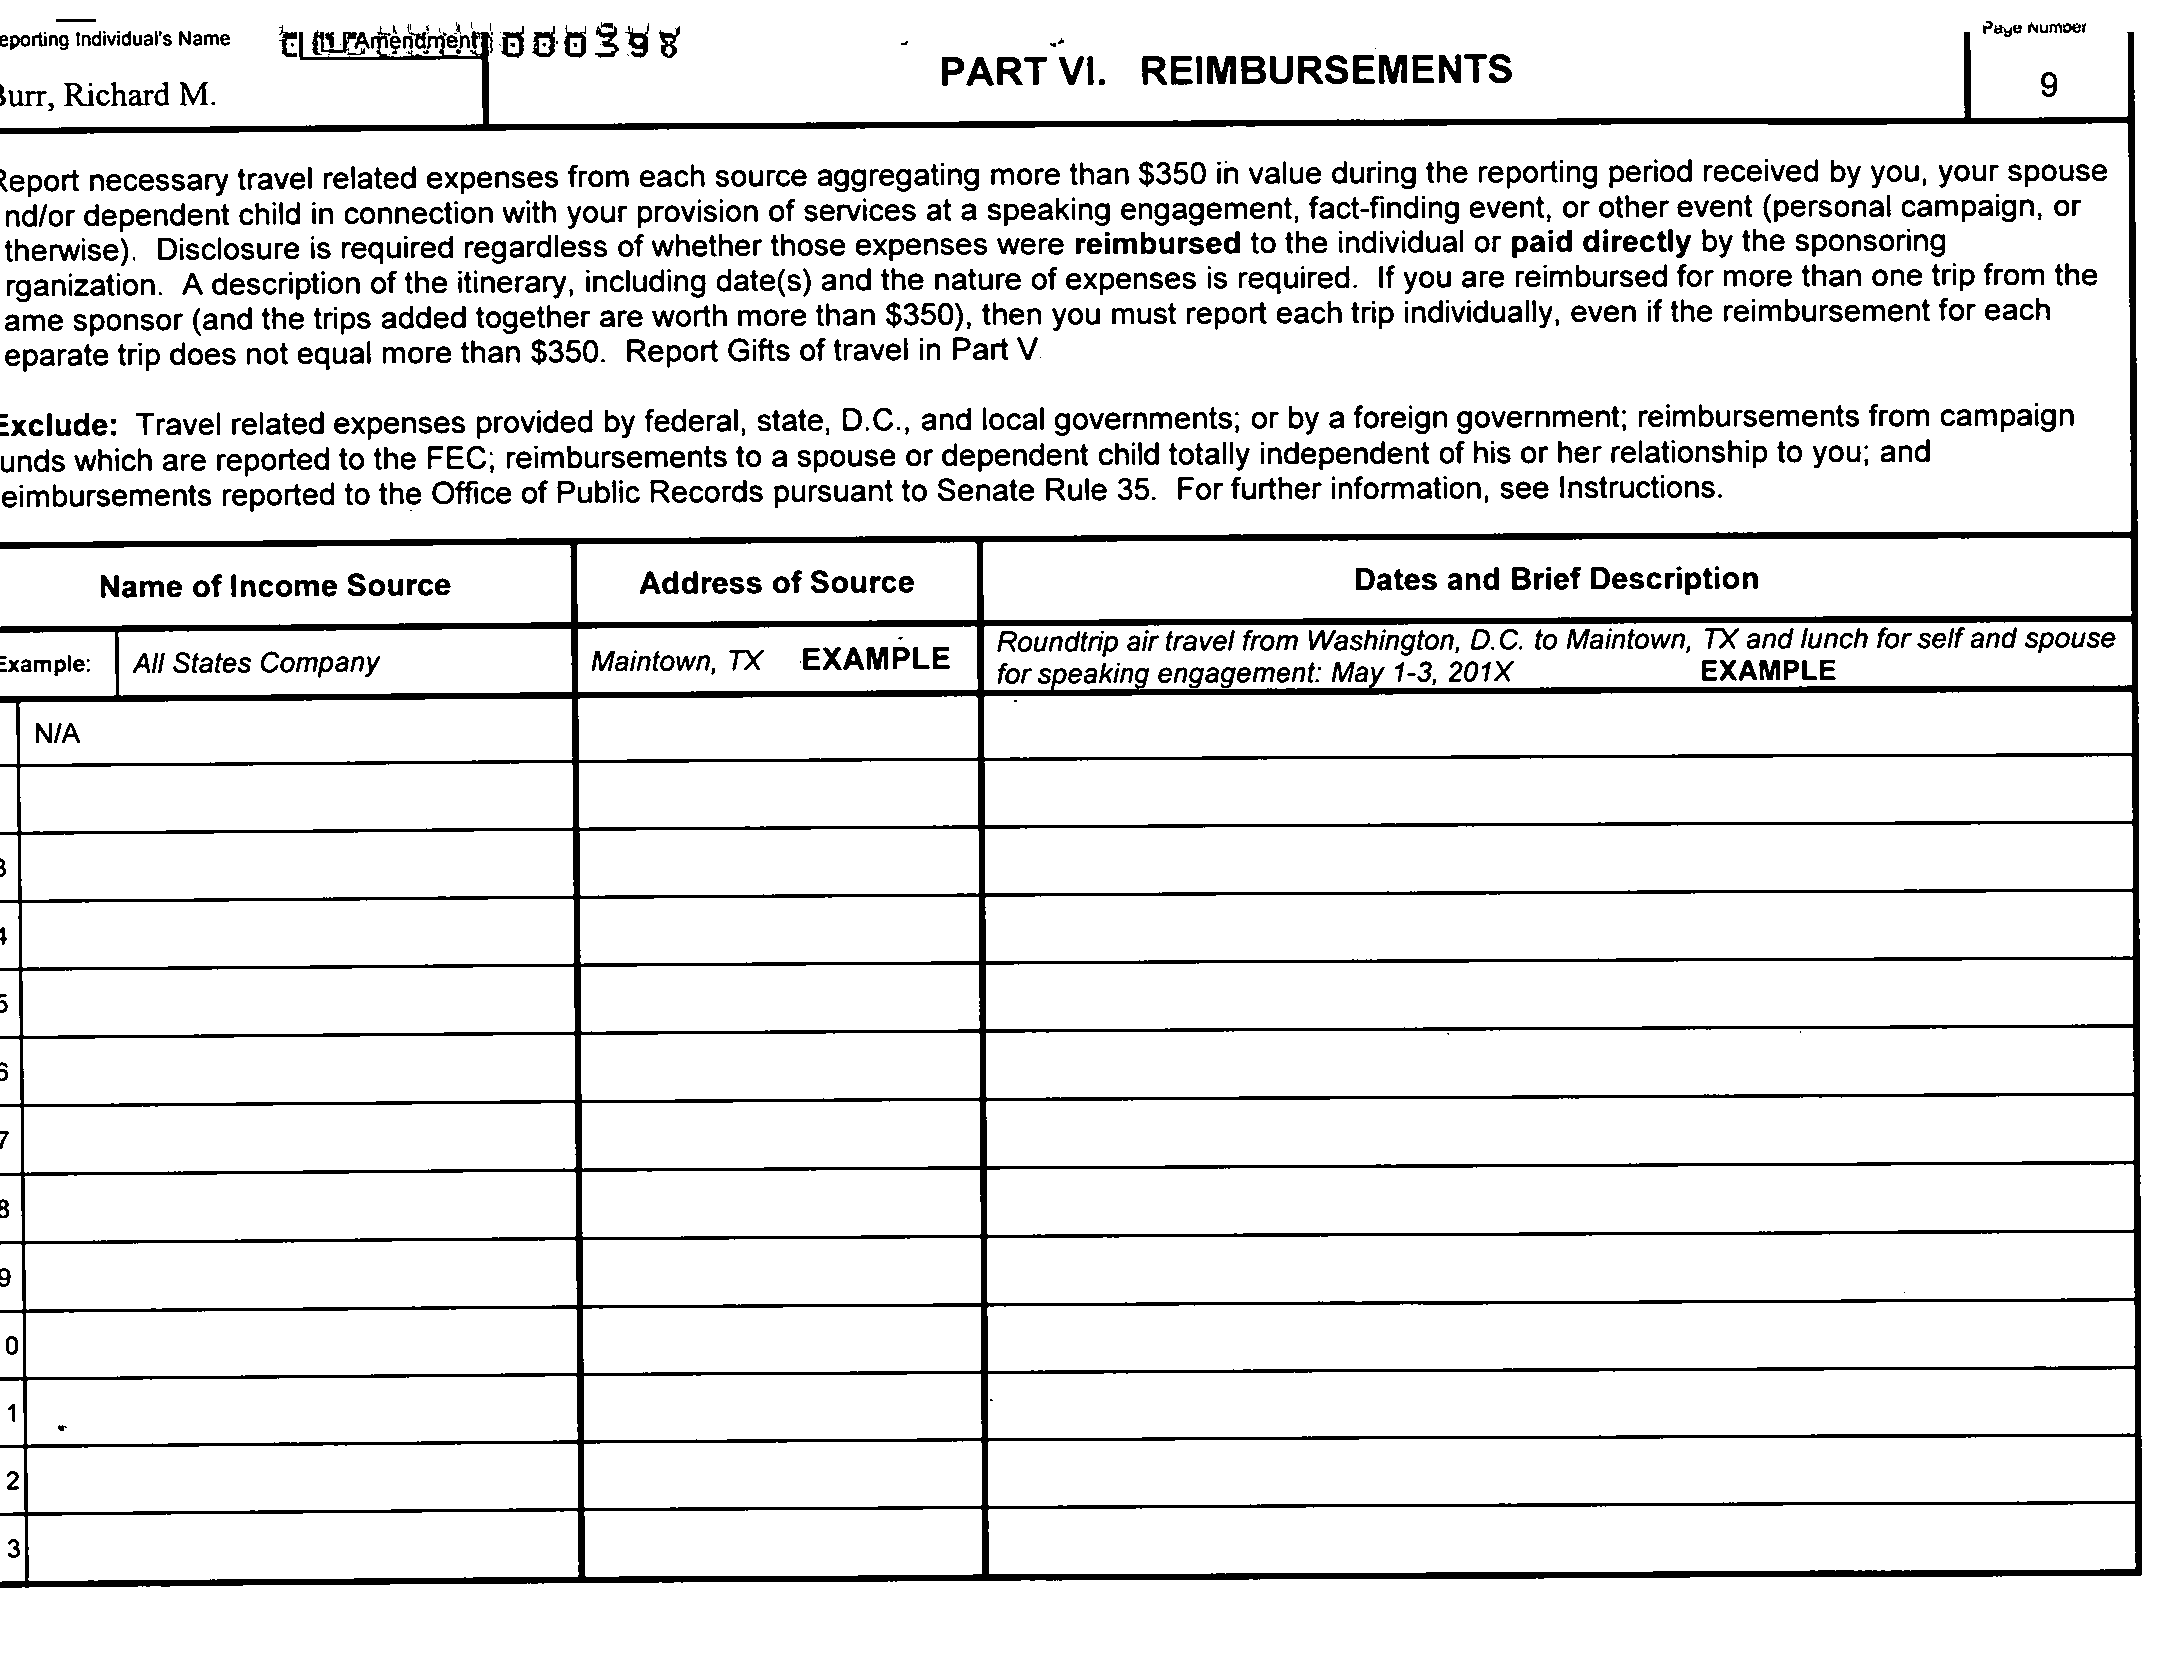 eporting Individual's Name
Amendment
000398
PART VI. REIMBURSEMENTS
Page Number
Burr, Richard M.
9
Report necessary travel related expenses from each source aggregating more than $350 in value during the reporting period received by you, your spouse
nd/or dependent child in connection with your provision of services at a speaking engagement, fact-finding event, or other event (personal campaign, or
therwise). Disclosure is required regardless of whether those expenses were reimbursed to the individual or paid directly by the sponsoring
rganization. A description of the itinerary, including date(s) and the nature of expenses is required. If you are reimbursed for more than one trip from the
ame sponsor (and the trips added together are worth more than $350), then you must report each trip individually, even if the reimbursement for each
eparate trip does not equal more than $350. Report Gifts of travel in Part V
Exclude: Travel related expenses provided by federal, state, D.C., and local governments; or by a foreign government; reimbursements from campaign
unds which are reported to the FEC; reimbursements to a spouse or dependent child totally independent of his or her relationship to you; and
eimbursements reported to the Office of Public Records pursuant to Senate Rule 35. For further information, see Instructions.
Name of Income Source
Address of Source
Dates and Brief Description
Example:
All States Company
Maintown, TX EXAMPLE
Roundtrip air travel from Washington, D.C. to Maintown, TX and lunch for self and spouse
for speaking engagement: May 1-3, 201X EXAMPLE
N/A
3
4
5
6
7
8
9
0
1
2
3